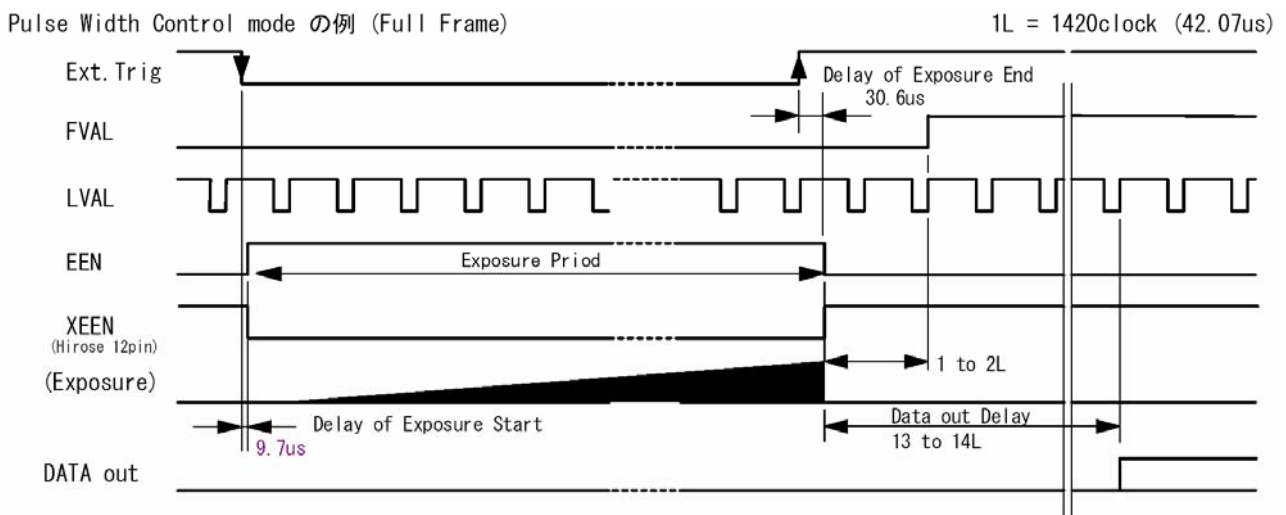 Pulse Width Control mode の例 (Full Frame)
1L = 1420clock (42.07us)
Ext.Trig
Delay of Exposure End
30.6us
FVAL
LVAL
EEN
Exposure Priod
XEEN
(Hirose 12pin)
1 to 2L
(Exposure)
Delay of Exposure Start
Data out Delay
9.7us
13 to 14L
DATA out